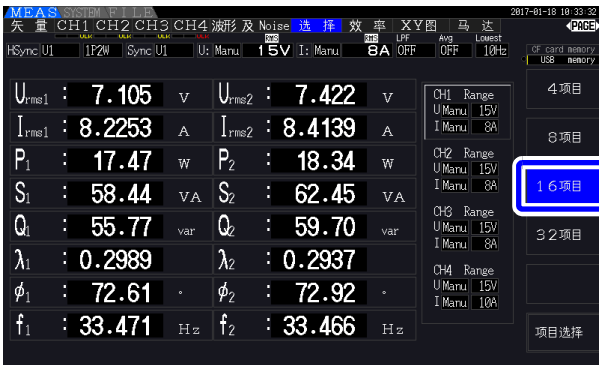 MEAS SYSTEM FILE 2017-01-18 10:33:32
矢 量 CH1 CH2 CH3 CH4 波形 及 Noise 选 择 效 率 XY图 马 达 PAGE
RMS RMS LPF Avg Lowest
HSync U1 1P2W Sync U1 U: Manu 15V I: Manu 8A OFF OFF 10Hz
CF card memory
USB memory
Urms1 : 7.105 V Urms2 : 7.422 V
Irms1 : 8.2253 A Irms2 : 8.4139 A
P1 : 17.47 W P2 : 18.34 W
S1 : 58.44 VA S2 : 62.45 VA
Q1 : 55.77 var Q2 : 59.70 var
λ1 : 0.2989 λ2 : 0.2937
ϕ1 : 72.61 ° ϕ2 : 72.92 °
f1 : 33.471 Hz f2 : 33.466 Hz
CH1 Range
U Manu 15V
I Manu 8A
CH2 Range
U Manu 15V
I Manu 8A
CH3 Range
U Manu 15V
I Manu 8A
CH4 Range
U Manu 15V
I Manu 10A
4项目
8项目
16项目
32项目
项目选择